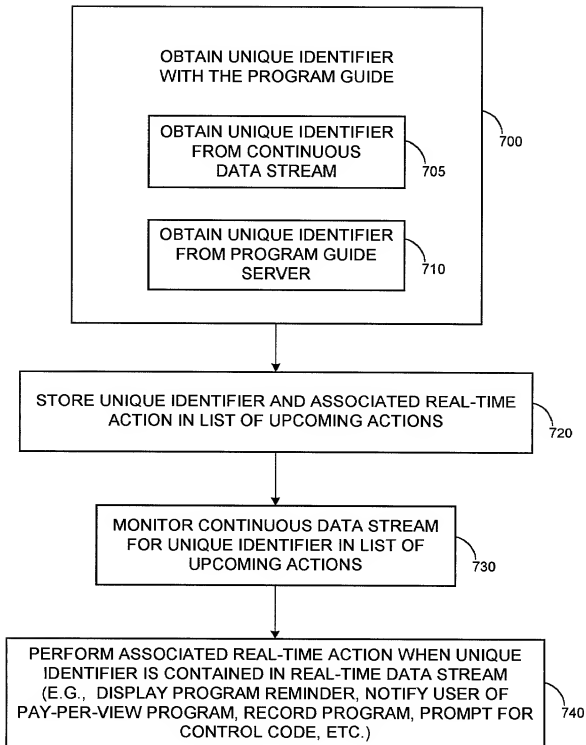 OBTAIN UNIQUE IDENTIFIER
WITH THE PROGRAM GUIDE
700
OBTAIN UNIQUE IDENTIFIER
FROM CONTINUOUS
DATA STREAM
705
OBTAIN UNIQUE IDENTIFIER
FROM PROGRAM GUIDE
SERVER
710
STORE UNIQUE IDENTIFIER AND ASSOCIATED REAL-TIME
ACTION IN LIST OF UPCOMING ACTIONS
720
MONITOR CONTINUOUS DATA STREAM
FOR UNIQUE IDENTIFIER IN LIST OF
UPCOMING ACTIONS
730
PERFORM ASSOCIATED REAL-TIME ACTION WHEN UNIQUE
IDENTIFIER IS CONTAINED IN REAL-TIME DATA STREAM
(E.G., DISPLAY PROGRAM REMINDER, NOTIFY USER OF
PAY-PER-VIEW PROGRAM, RECORD PROGRAM, PROMPT FOR
CONTROL CODE, ETC.)
740